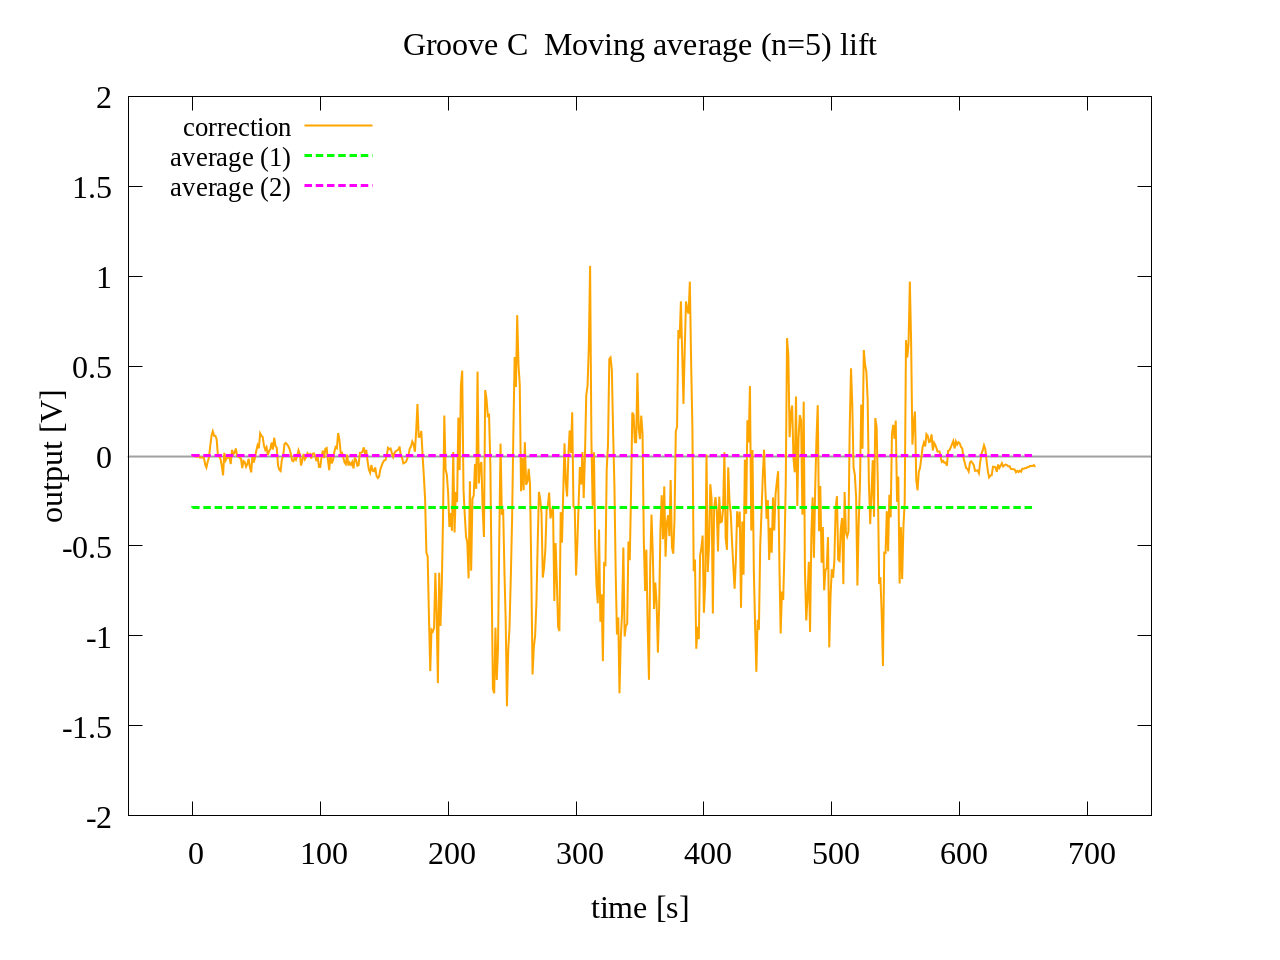 Groove C  Moving average (n=5) lift
correction
average (1)
average (2)
2
1.5
1
0.5
0
-0.5
-1
-1.5
-2
output [V]
0 100 200 300 400 500 600 700
time [s]